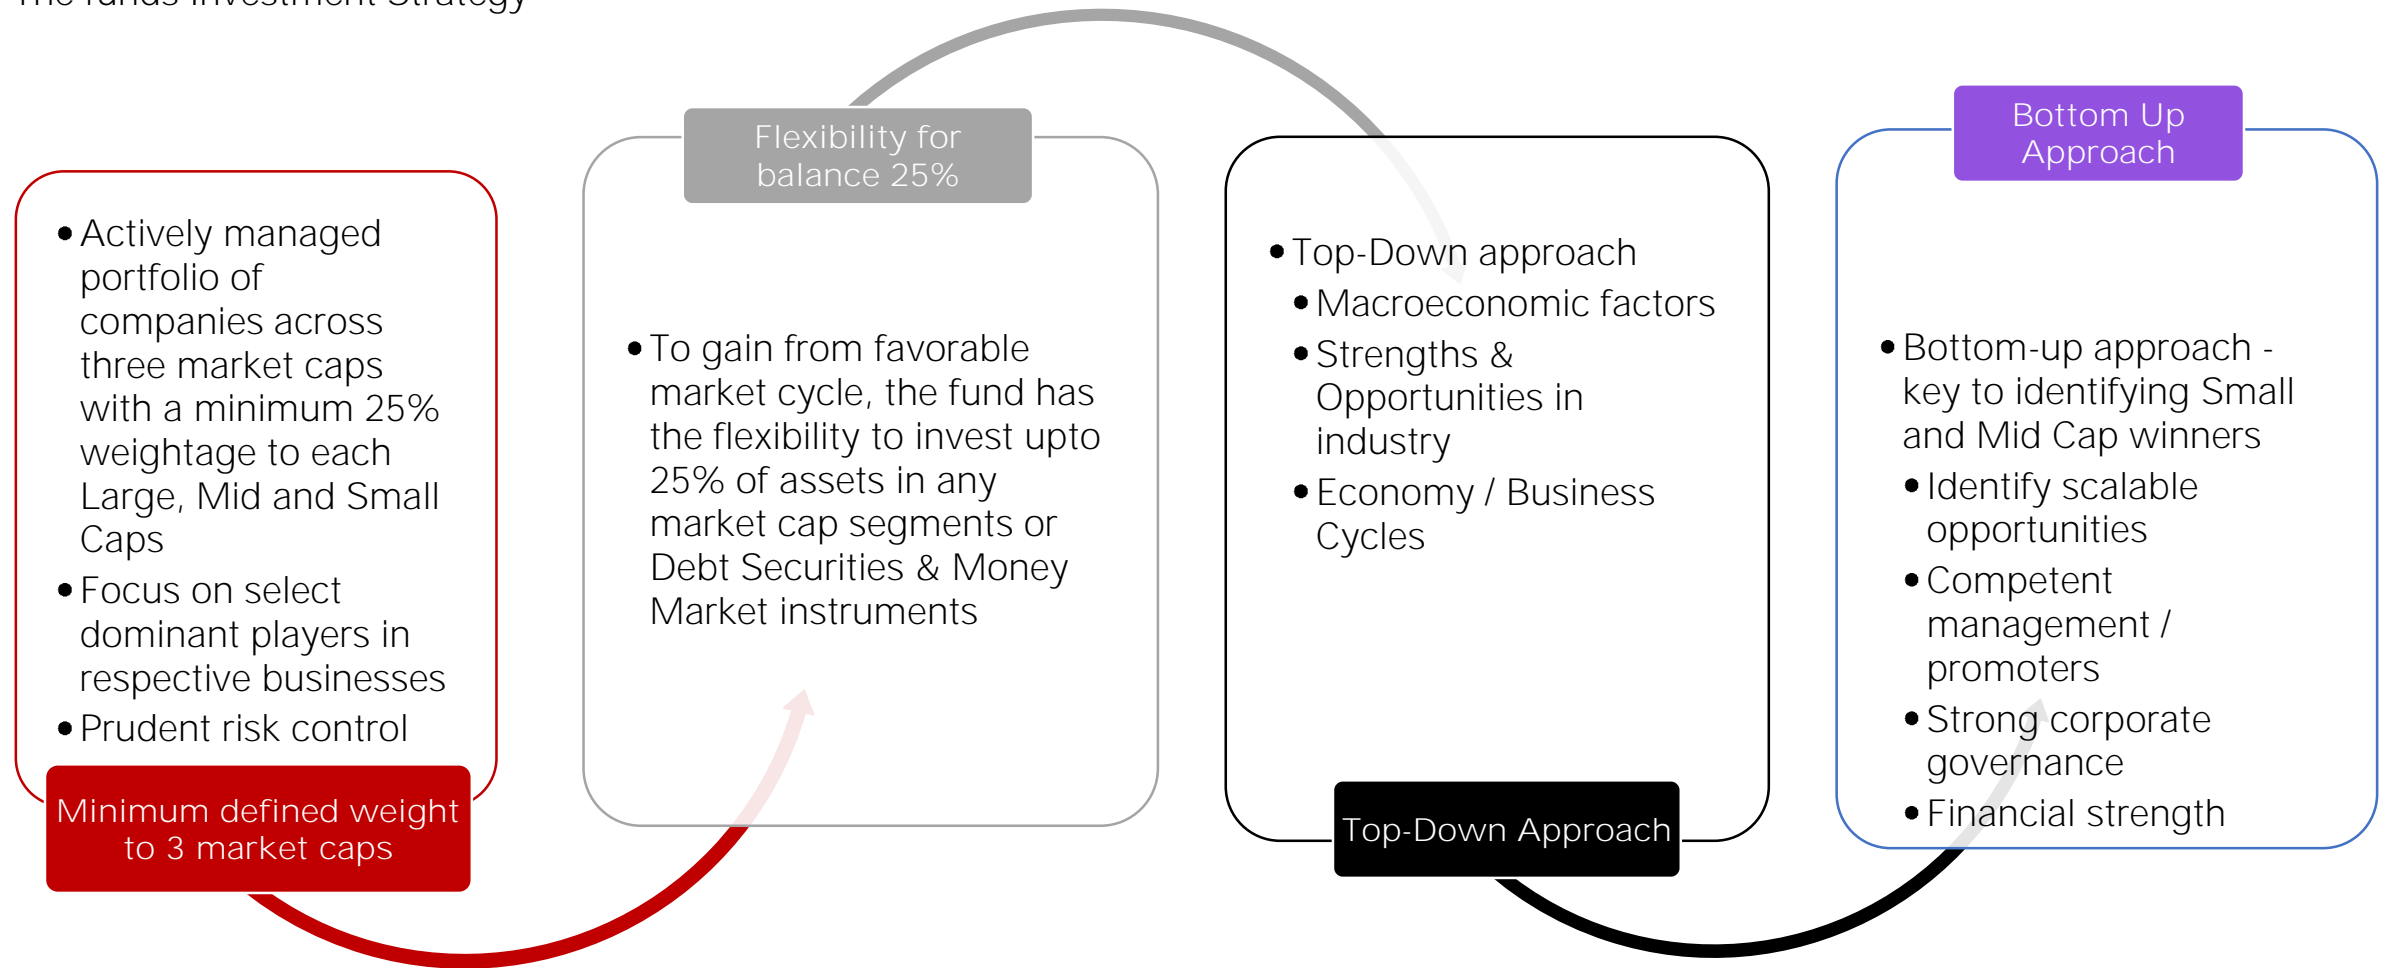 The funds Investment Strategy
• Actively managed
portfolio of
companies across
three market caps
with a minimum 25%
weightage to each
Large, Mid and Small
Caps
• Focus on select
dominant players in
respective businesses
• Prudent risk control
Minimum defined weight
to 3 market caps
Flexibility for
balance 25%
• To gain from favorable
market cycle, the fund has
the flexibility to invest upto
25% of assets in any
market cap segments or
Debt Securities & Money
Market instruments
• Top-Down approach
• Macroeconomic factors
• Strengths &
Opportunities in
industry
• Economy / Business
Cycles
Top-Down Approach
Bottom Up
Approach
• Bottom-up approach -
key to identifying Small
and Mid Cap winners
• Identify scalable
opportunities
• Competent
management /
promoters
• Strong corporate
governance
• Financial strength